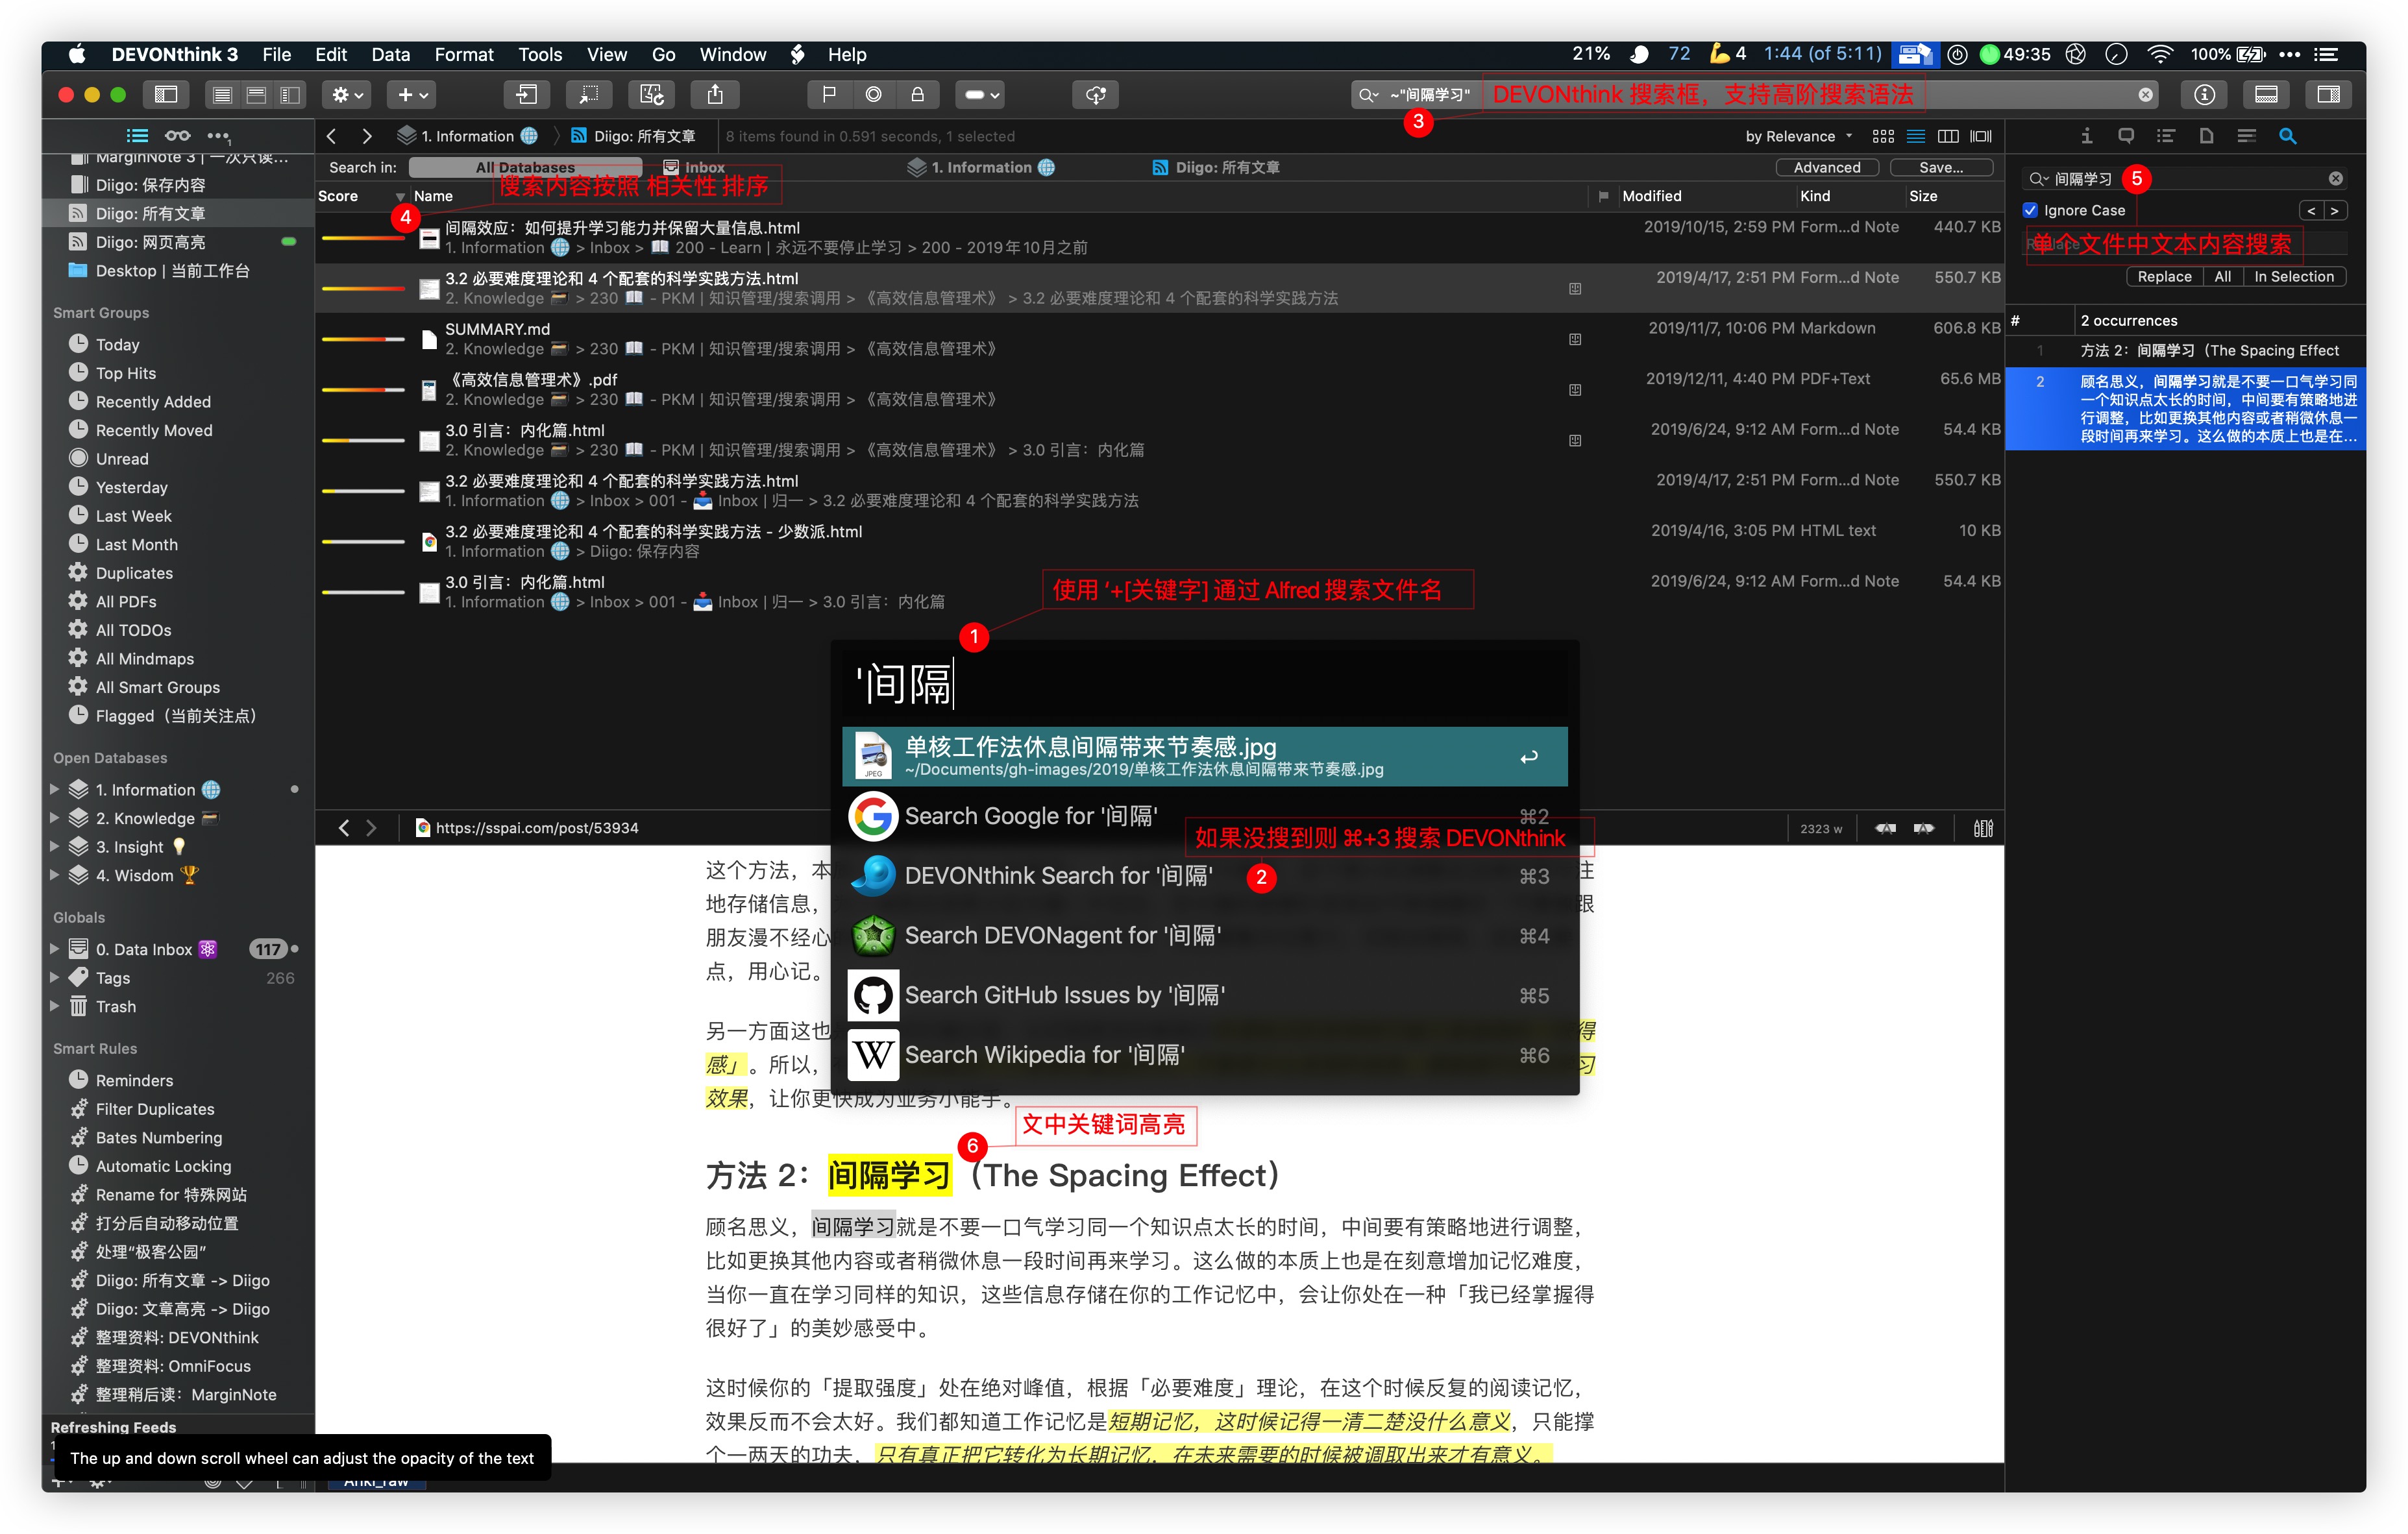 DEVONthink 3 File Edit Data Format Tools View Go Window Help
21% 72 4 1:44 (of 5:11) 49:35 100%
~"间隔学习"
DEVONthink 搜索框，支持高阶搜索语法
3
1. Information
Diigo: 所有文章
8 items found in 0.591 seconds, 1 selected
by Relevance
Search in:
All Databases
Inbox
1. Information
Diigo: 所有文章
Advanced
Save...
搜索内容按照 相关性 排序
4
Score
Name
Modified
Kind
Size
间隔效应：如何提升学习能力并保留大量信息.html
1. Information > Inbox > 200 - Learn | 永远不要停止学习 > 200 - 2019年10月之前
2019/10/15, 2:59 PM Form...d Note 440.7 KB
3.2 必要难度理论和 4 个配套的科学实践方法.html
2. Knowledge > 230 - PKM | 知识管理/搜索调用 > 《高效信息管理术》 > 3.2 必要难度理论和 4 个配套的科学实践方法
2019/4/17, 2:51 PM Form...d Note 550.7 KB
SUMMARY.md
2. Knowledge > 230 - PKM | 知识管理/搜索调用 > 《高效信息管理术》
2019/11/7, 10:06 PM Markdown 606.8 KB
《高效信息管理术》.pdf
2. Knowledge > 230 - PKM | 知识管理/搜索调用 > 《高效信息管理术》
2019/12/11, 4:40 PM PDF+Text 65.6 MB
3.0 引言：内化篇.html
2. Knowledge > 230 - PKM | 知识管理/搜索调用 > 《高效信息管理术》 > 3.0 引言：内化篇
2019/6/24, 9:12 AM Form...d Note 54.4 KB
3.2 必要难度理论和 4 个配套的科学实践方法.html
1. Information > Inbox > 001 - Inbox | 归一 > 3.2 必要难度理论和 4 个配套的科学实践方法
2019/4/17, 2:51 PM Form...d Note 550.7 KB
3.2 必要难度理论和 4 个配套的科学实践方法 - 少数派.html
1. Information > Diigo: 保存内容
2019/4/16, 3:05 PM HTML text 10 KB
3.0 引言：内化篇.html
1. Information > Inbox > 001 - Inbox | 归一 > 3.0 引言：内化篇
2019/6/24, 9:12 AM Form...d Note 54.4 KB
MarginNote 3 | 一次只读...
Diigo: 保存内容
Diigo: 所有文章
Diigo: 网页高亮
Desktop | 当前工作台
Smart Groups
Today
Top Hits
Recently Added
Recently Moved
Unread
Yesterday
Last Week
Last Month
Duplicates
All PDFs
All TODOs
All Mindmaps
All Smart Groups
Flagged（当前关注点）
Open Databases
1. Information
2. Knowledge
3. Insight
4. Wisdom
Globals
0. Data Inbox 117
Tags 266
Trash
Smart Rules
Reminders
Filter Duplicates
Bates Numbering
Automatic Locking
Rename for 特殊网站
打分后自动移动位置
处理“极客公园”
Diigo: 所有文章 -> Diigo
Diigo: 文章高亮 -> Diigo
整理资料: DEVONthink
整理资料: OmniFocus
整理稍后读：MarginNote
Refreshing Feeds
The up and down scroll wheel can adjust the opacity of the text
Anki_raw
使用 ‘+[关键字] 通过 Alfred 搜索文件名
1
'间隔
单核工作法休息间隔带来节奏感.jpg
~/Documents/gh-images/2019/单核工作法休息间隔带来节奏感.jpg
JPEG
Search Google for '间隔' ⌘2
如果没搜到则 ⌘+3 搜索 DEVONthink
DEVONthink Search for '间隔' ⌘3
2
Search DEVONagent for '间隔' ⌘4
Search GitHub Issues by '间隔' ⌘5
Search Wikipedia for '间隔' ⌘6
https://sspai.com/post/53934
2323 w
这个方法，本 住
地存储信息， 跟
朋友漫不经心
点，用心记。
另一方面这也 得
感」。所以， 习
效果，让你更快成为业务小能手。
文中关键词高亮
6
方法 2：间隔学习（The Spacing Effect）
顾名思义，间隔学习就是不要一口气学习同一个知识点太长的时间，中间要有策略地进行调整，
比如更换其他内容或者稍微休息一段时间再来学习。这么做的本质上也是在刻意增加记忆难度，
当你一直在学习同样的知识，这些信息存储在你的工作记忆中，会让你处在一种「我已经掌握得
很好了」的美妙感受中。
这时候你的「提取强度」处在绝对峰值，根据「必要难度」理论，在这个时候反复的阅读记忆，
效果反而不会太好。我们都知道工作记忆是短期记忆，这时候记得一清二楚没什么意义，只能撑
个一两天的功夫，只有真正把它转化为长期记忆，在未来需要的时候被调取出来才有意义。
间隔学习
5
Ignore Case
< >
单个文件中文本内容搜索
Replace All In Selection
# 2 occurrences
1 方法 2：间隔学习（The Spacing Effect
2 顾名思义，间隔学习就是不要一口气学习同
一个知识点太长的时间，中间要有策略地进
行调整，比如更换其他内容或者稍微休息一
段时间再来学习。这么做的本质上也是在...